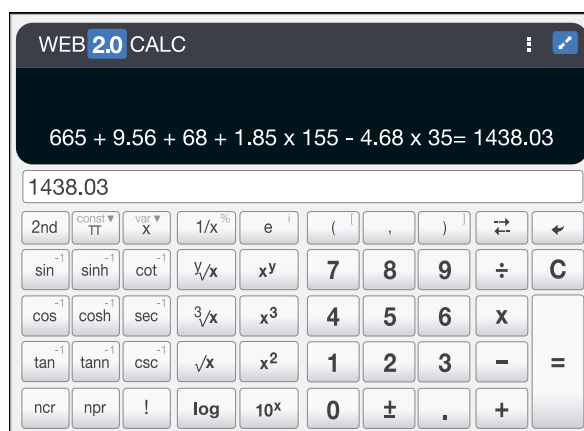 WEB 2.0 CALC
665 + 9.56 + 68 + 1.85 x 155 - 4.68 x 35= 1438.03
1438.03
2nd const▼ π var▼ X 1/x % e i ( [ , ) ]
sin -1 sinh -1 cot -1 y√x xy 7 8 9 ÷ C
cos -1 cosh -1 sec -1 3√x x3 4 5 6 x
tan -1 tann -1 csc -1 √x x2 1 2 3 - =
ncr npr ! log 10x 0 ± . +